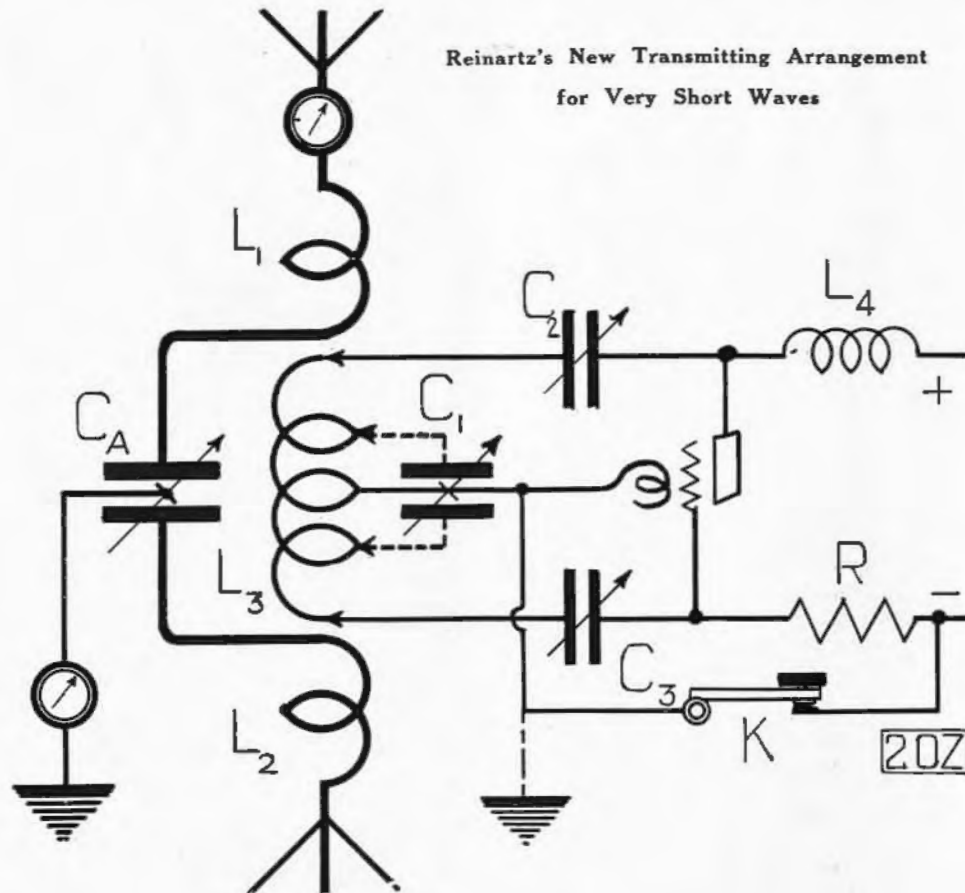 Reinartz's New Transmitting Arrangement
for Very Short Waves
L1
C2
L4
+
CA
C1
L3
R
−
C3
L2
K
2OZ